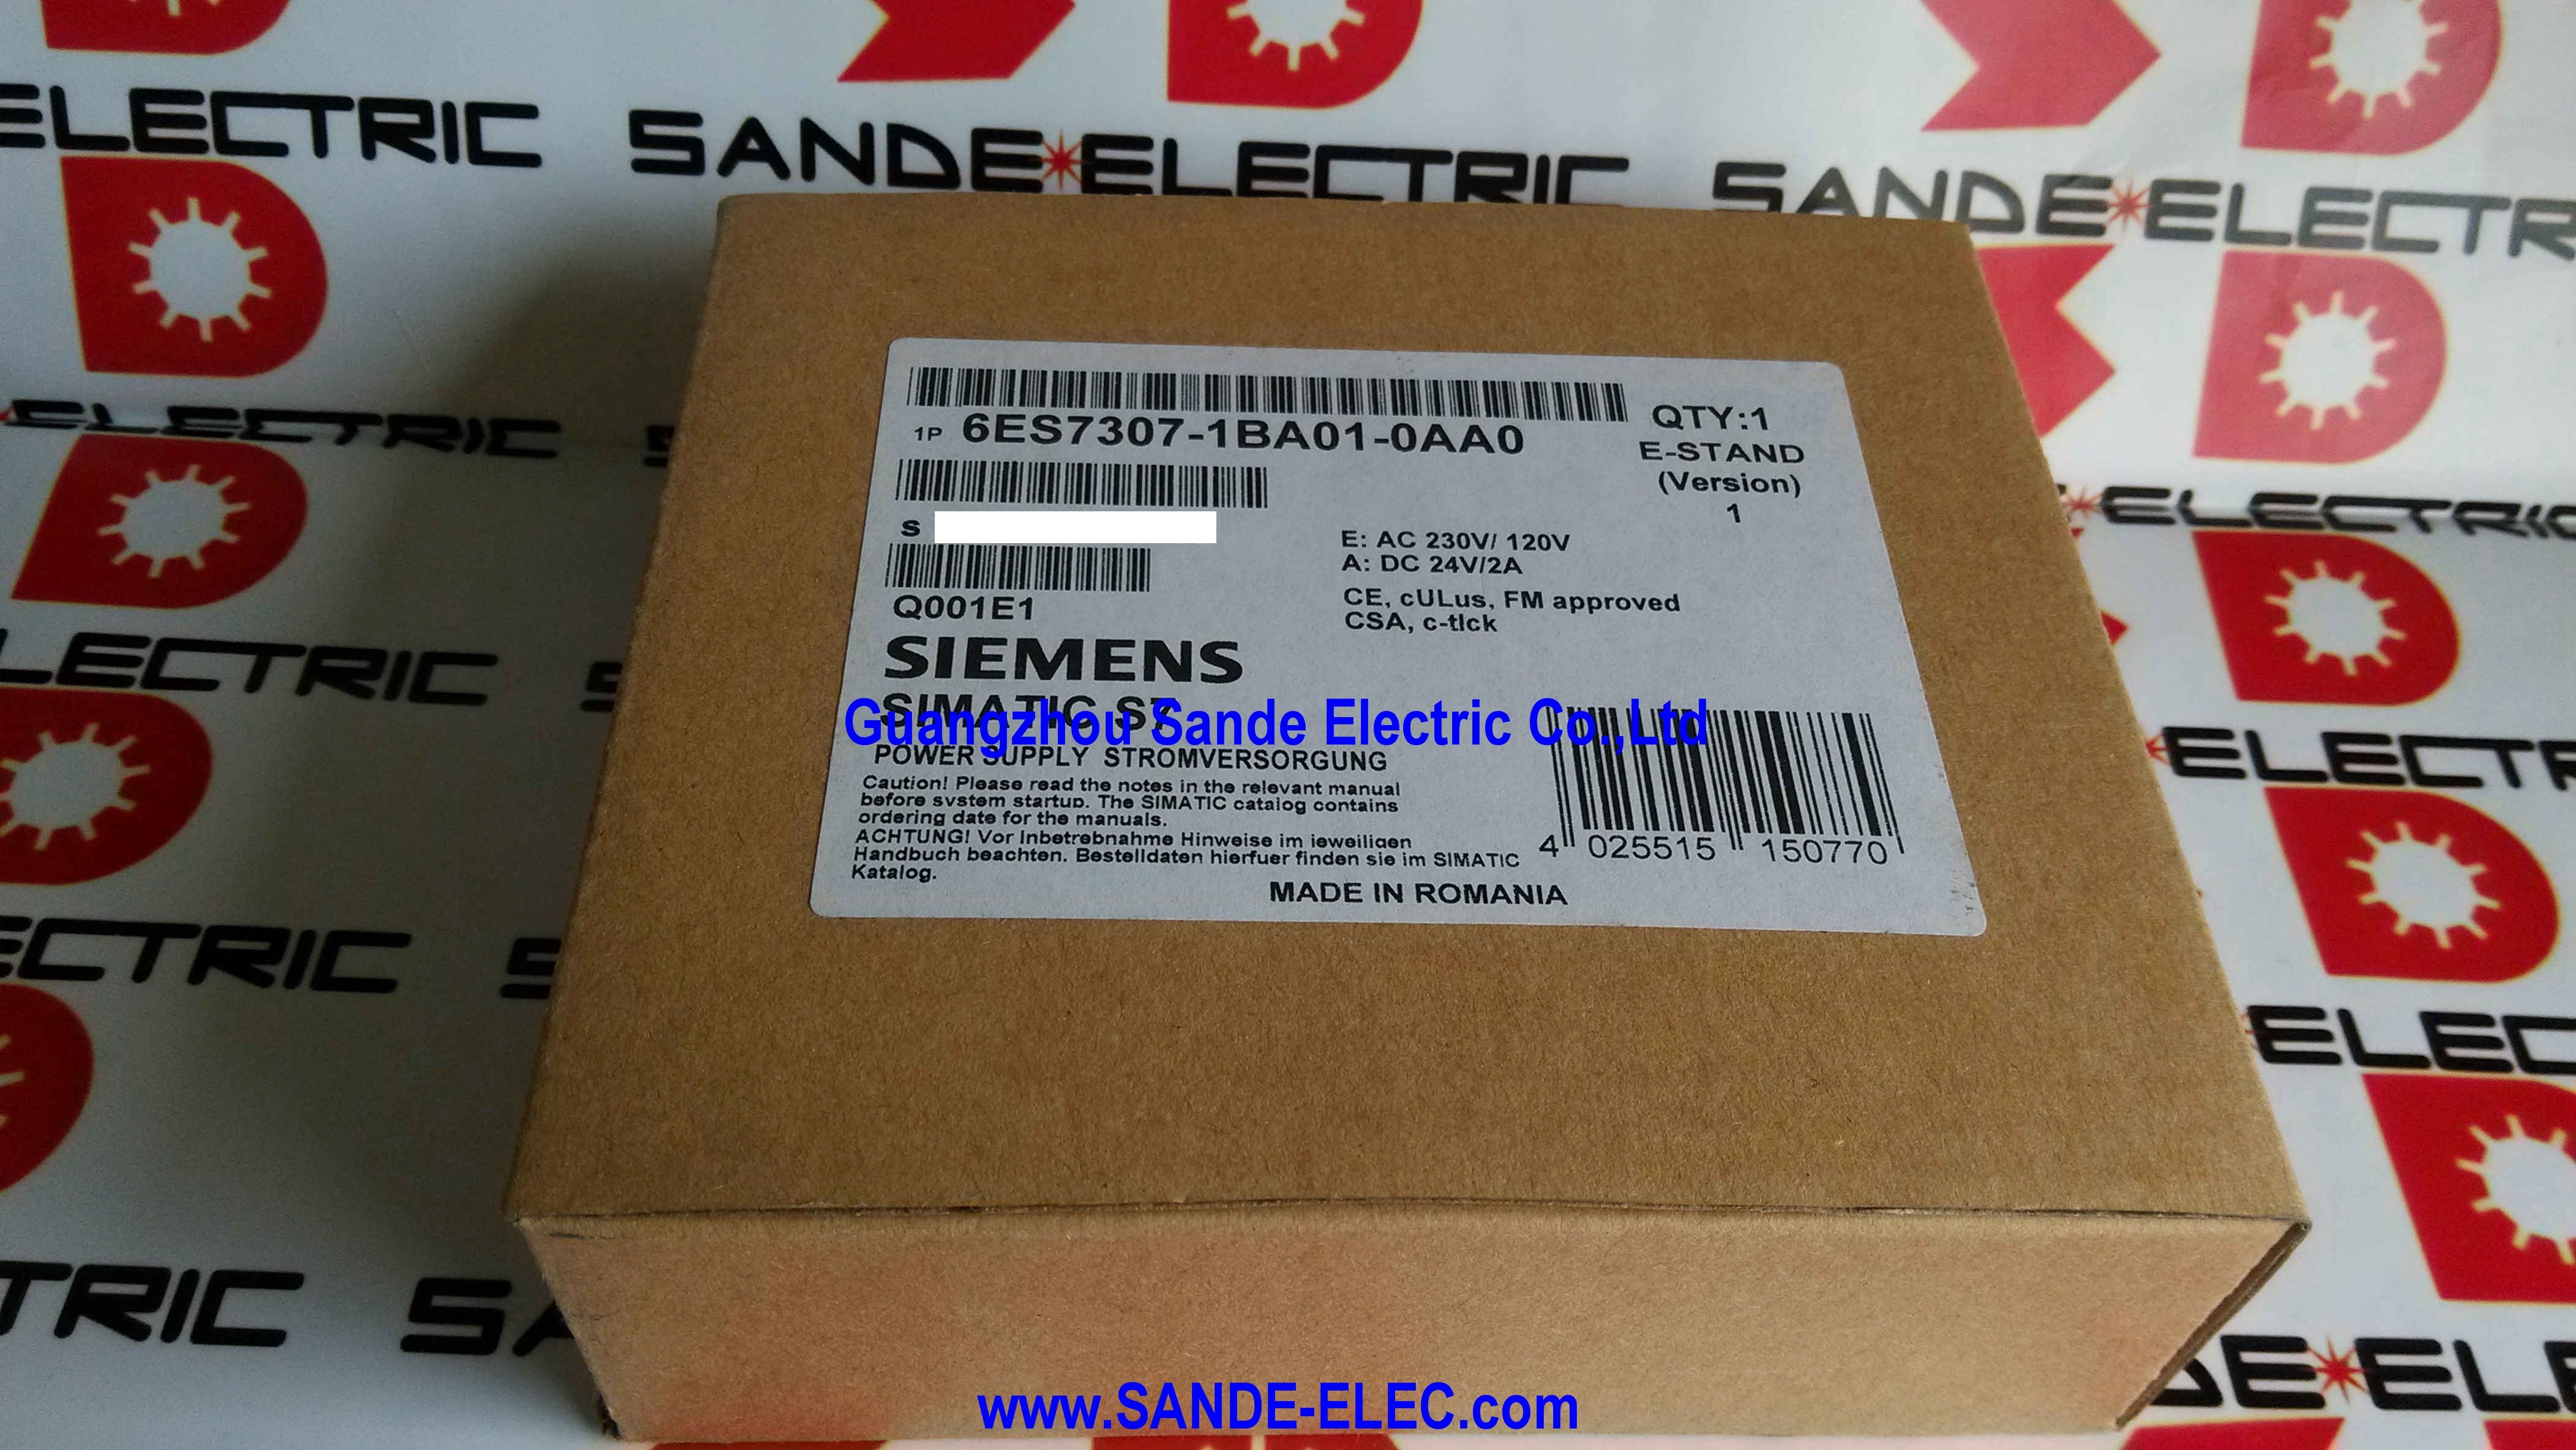 ELECTRIC SANDE ELECTRIC SANDE ELECTRIC
1P 6ES7307-1BA01-0AA0
QTY:1
E-STAND
(Version)
1
S
Q001E1
E: AC 230V/ 120V
A: DC 24V/2A
CE, cULus, FM approved
CSA, c-tlck
SIEMENS
SIMATIC S7
Guangzhou Sande Electric Co.,Ltd
POWER SUPPLY STROMVERSORGUNG
Caution! Please read the notes in the relevant manual
before system startup. The SIMATIC catalog contains
ordering date for the manuals.
ACHTUNG! Vor Inbetrebnahme Hinweise im jeweiligen
Handbuch beachten. Bestelldaten hierfuer finden sie im SIMATIC
Katalog.
4 025515 150770
MADE IN ROMANIA
www.SANDE-ELEC.com